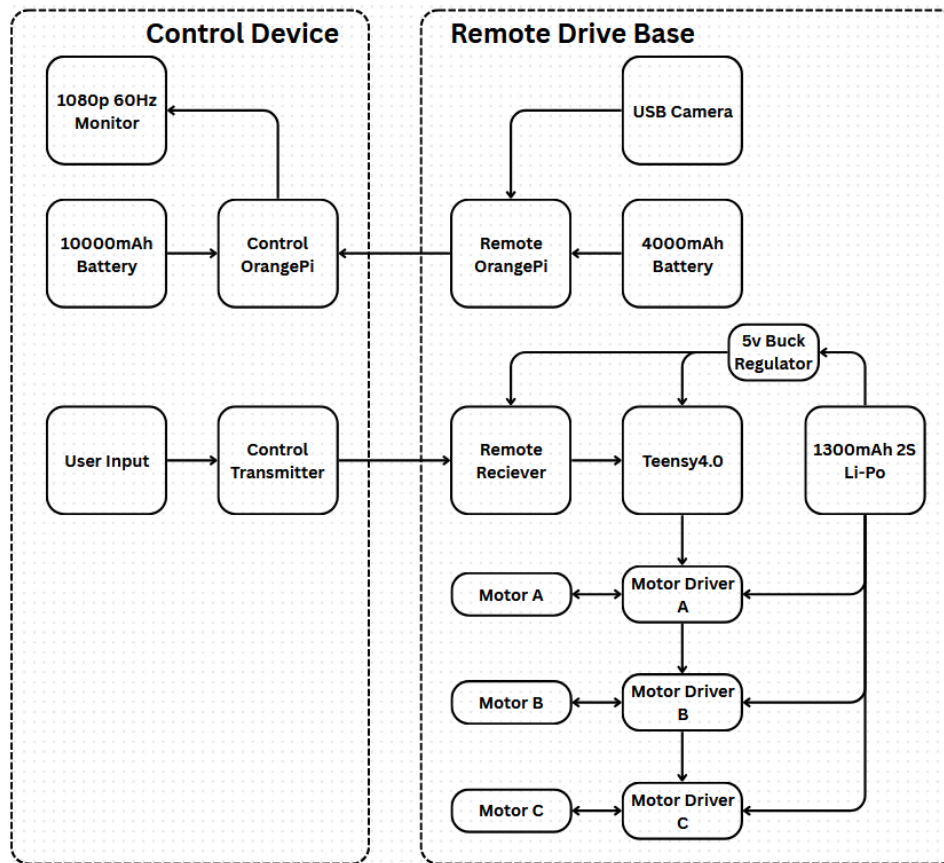 Control Device
Remote Drive Base
1080p 60Hz
Monitor
USB Camera
10000mAh
Battery
Control
OrangePi
Remote
OrangePi
4000mAh
Battery
5v Buck
Regulator
User Input
Control
Transmitter
Remote
Reciever
Teensy4.0
1300mAh 2S
Li-Po
Motor A
Motor Driver
A
Motor B
Motor Driver
B
Motor C
Motor Driver
C